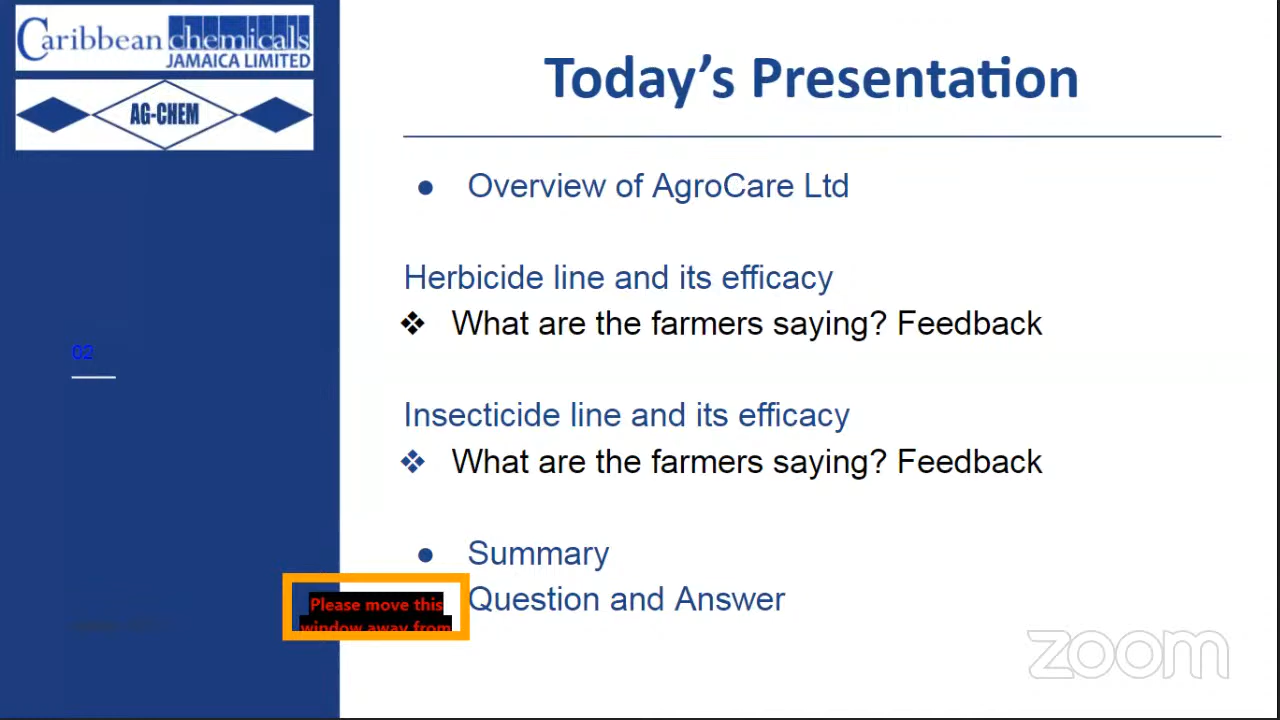 Caribbean chemicals
JAMAICA LIMITED
AG-CHEM
Today's Presentation
● Overview of AgroCare Ltd
Herbicide line and its efficacy
❖ What are the farmers saying? Feedback
02
Insecticide line and its efficacy
❖ What are the farmers saying? Feedback
● Summary
Question and Answer
Please move this
window away from
zoom